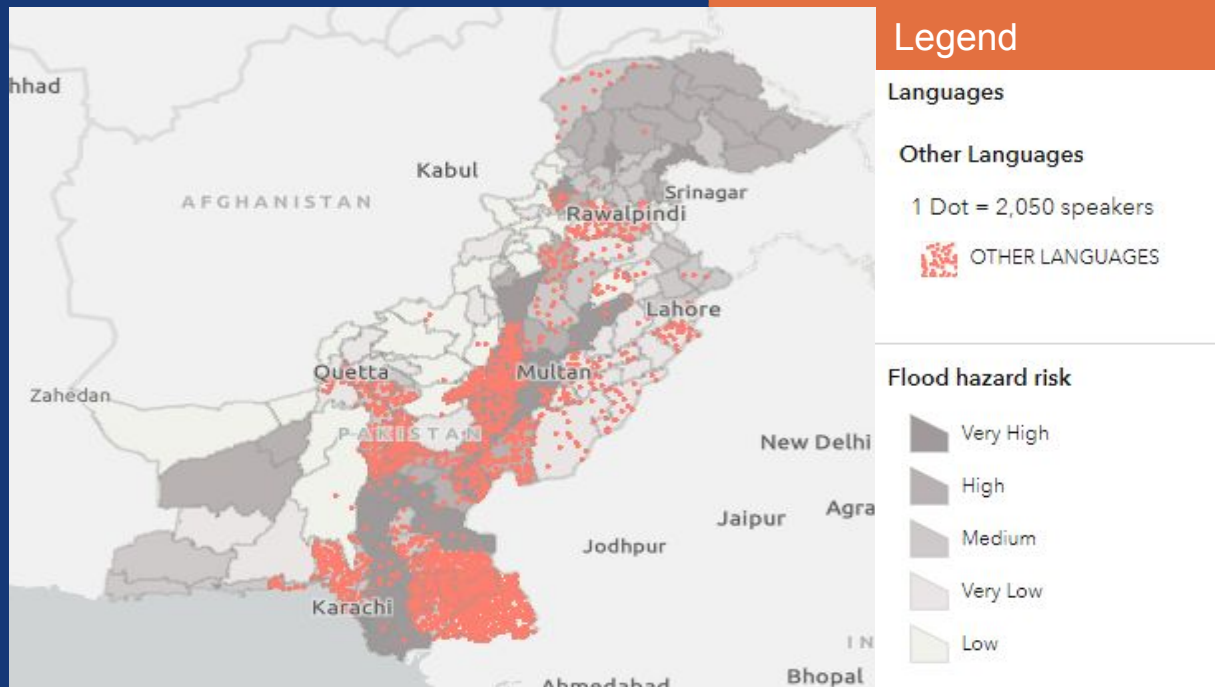 Legend
Languages
Other Languages
1 Dot = 2,050 speakers
OTHER LANGUAGES
Flood hazard risk
Very High
High
Medium
Very Low
Low
hhad
Kabul
AFGHANISTAN
Srinagar
Rawalpindi
Lahore
Quetta
Multan
Zahedan
PAKISTAN
New Delhi
Agra
Jaipur
Jodhpur
Karachi
IN
Bhopal
Ahmedabad